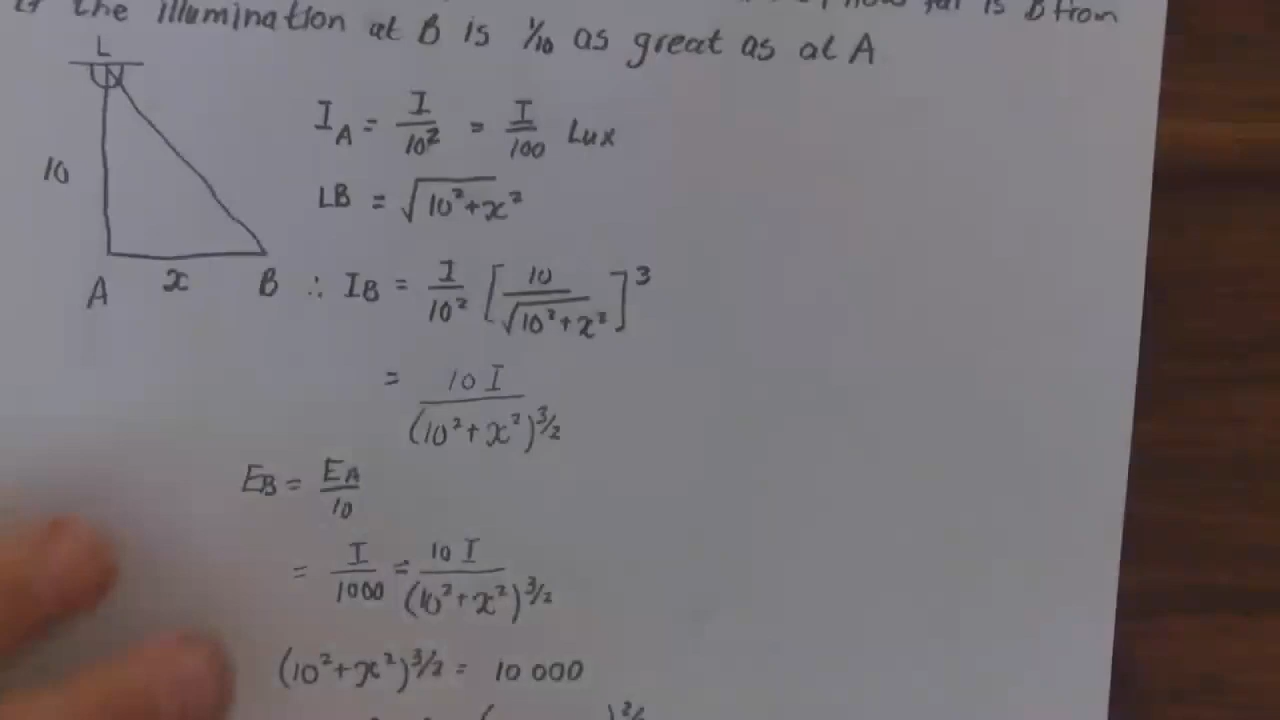 the illumination at B is 1/10 as great as at A
L
10
A x B
I_A = I/10² = I/100 Lux
LB = √(10²+x²)
∴ I_B = I/10² [10/√(10²+x²)]³
= 10 I/(10²+x²)^3/2
E_B = E_A/10
= I/1000 = 10 I/(10²+x²)^3/2
(10²+x²)^3/2 = 10 000